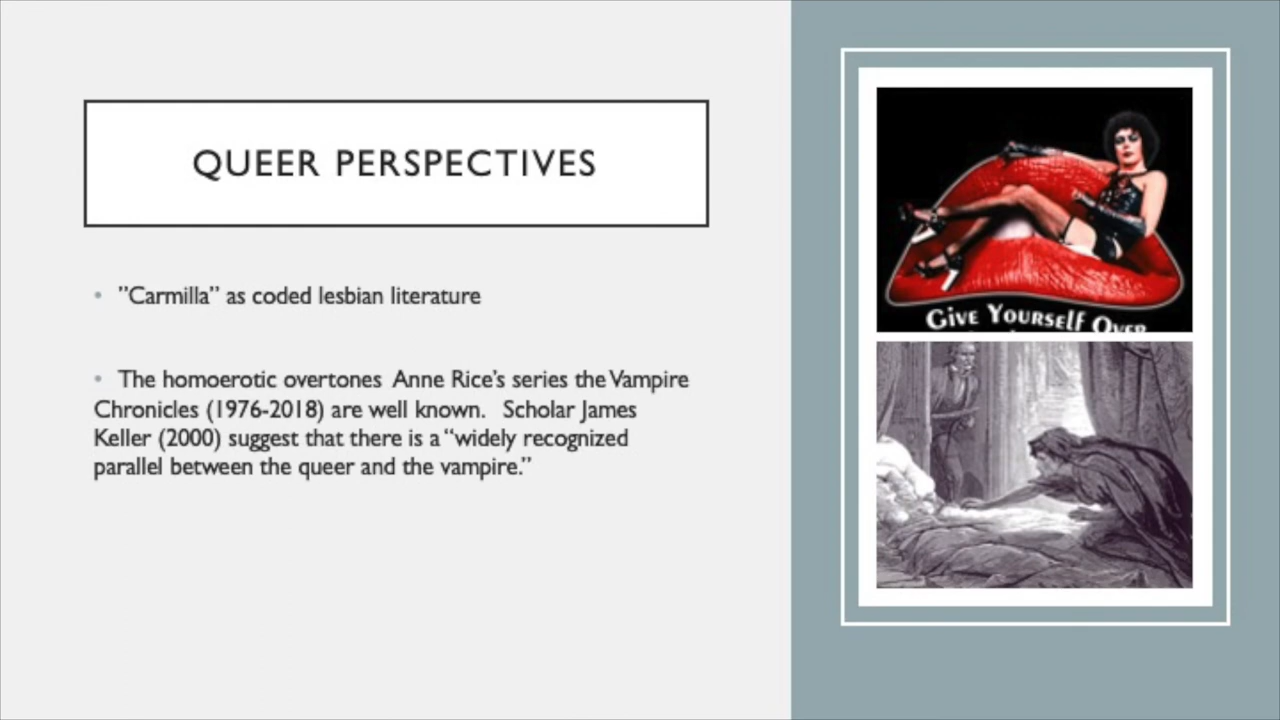 QUEER PERSPECTIVES
• ”Carmilla” as coded lesbian literature
• The homoerotic overtones Anne Rice’s series the Vampire
Chronicles (1976-2018) are well known. Scholar James
Keller (2000) suggest that there is a “widely recognized
parallel between the queer and the vampire.”
GIVE YOURSELF OVER